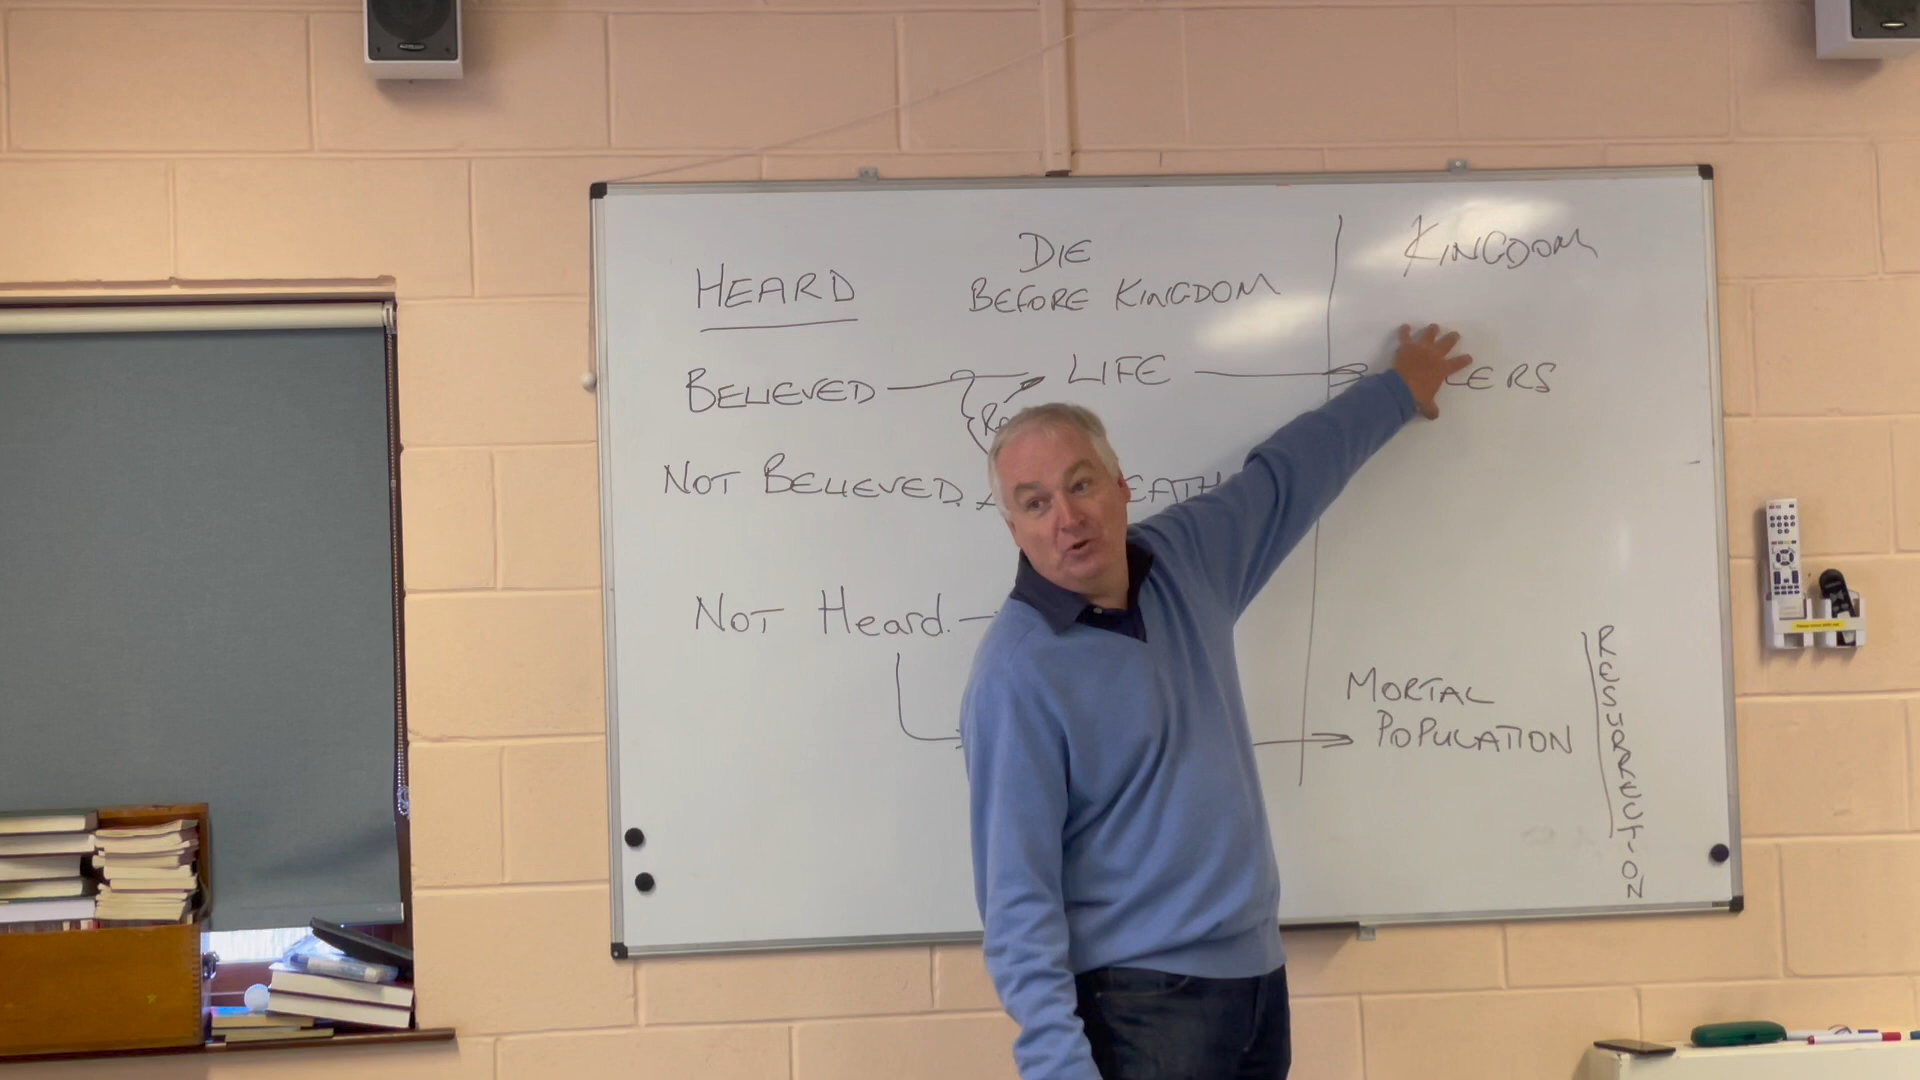 HEARD
DIE
BEFORE KINGDOM
KINGDOM
BELIEVED
LIFE
NOT BELIEVED
NOT Heard.
MORTAL
POPULATION
RESURRECTION